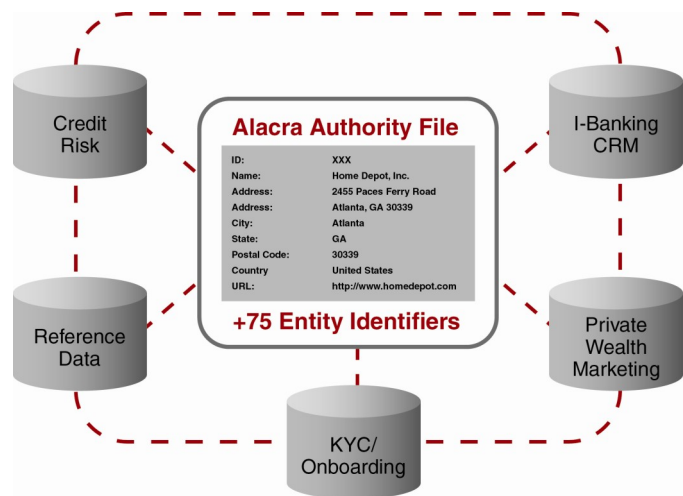 Credit
Risk
I-Banking
CRM
Alacra Authority File
ID: XXX
Name: Home Depot, Inc.
Address: 2455 Paces Ferry Road
Address: Atlanta, GA 30339
City: Atlanta
State: GA
Postal Code: 30339
Country United States
URL: http://www.homedepot.com
+75 Entity Identifiers
Reference
Data
Private
Wealth
Marketing
KYC/
Onboarding